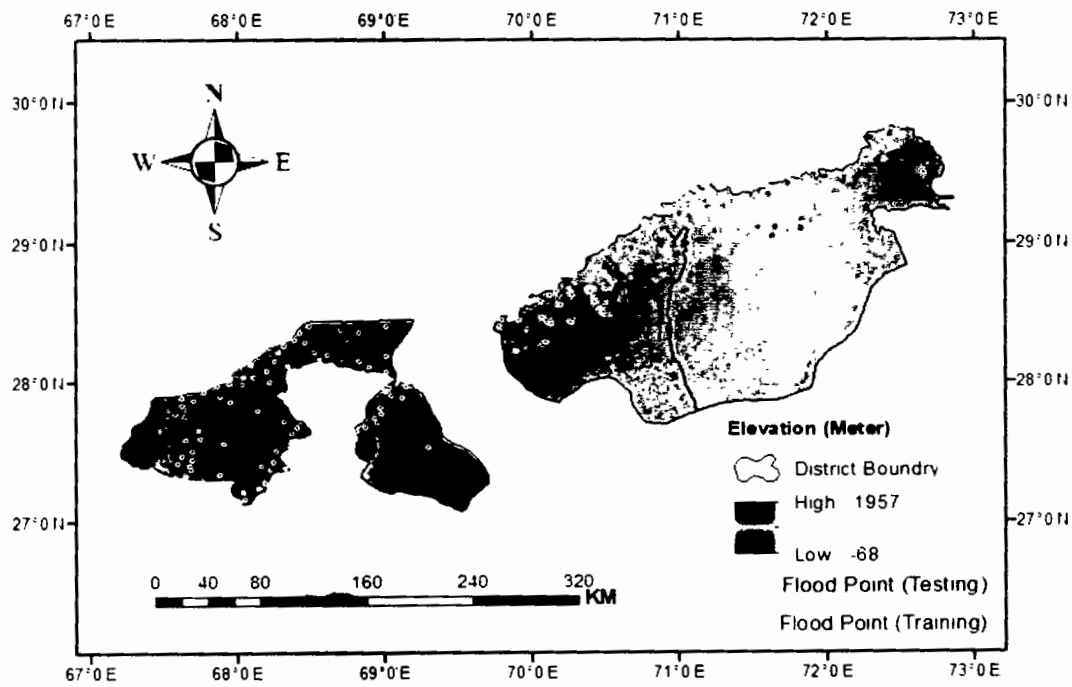 67°0'E 68°0'E 69°0'E 70°0'E 71°0'E 72°0'E 73°0'E
30°0'N 30°0'N
N
W E
S
29°0'N 29°0'N
28°0'N 28°0'N
Elevation (Meter)
District Boundry
High 1957
27°0'N 27°0'N
Low -68
0 40 80 160 240 320
KM
Flood Point (Testing)
Flood Point (Training)
67°0'E 68°0'E 69°0'E 70°0'E 71°0'E 72°0'E 73°0'E